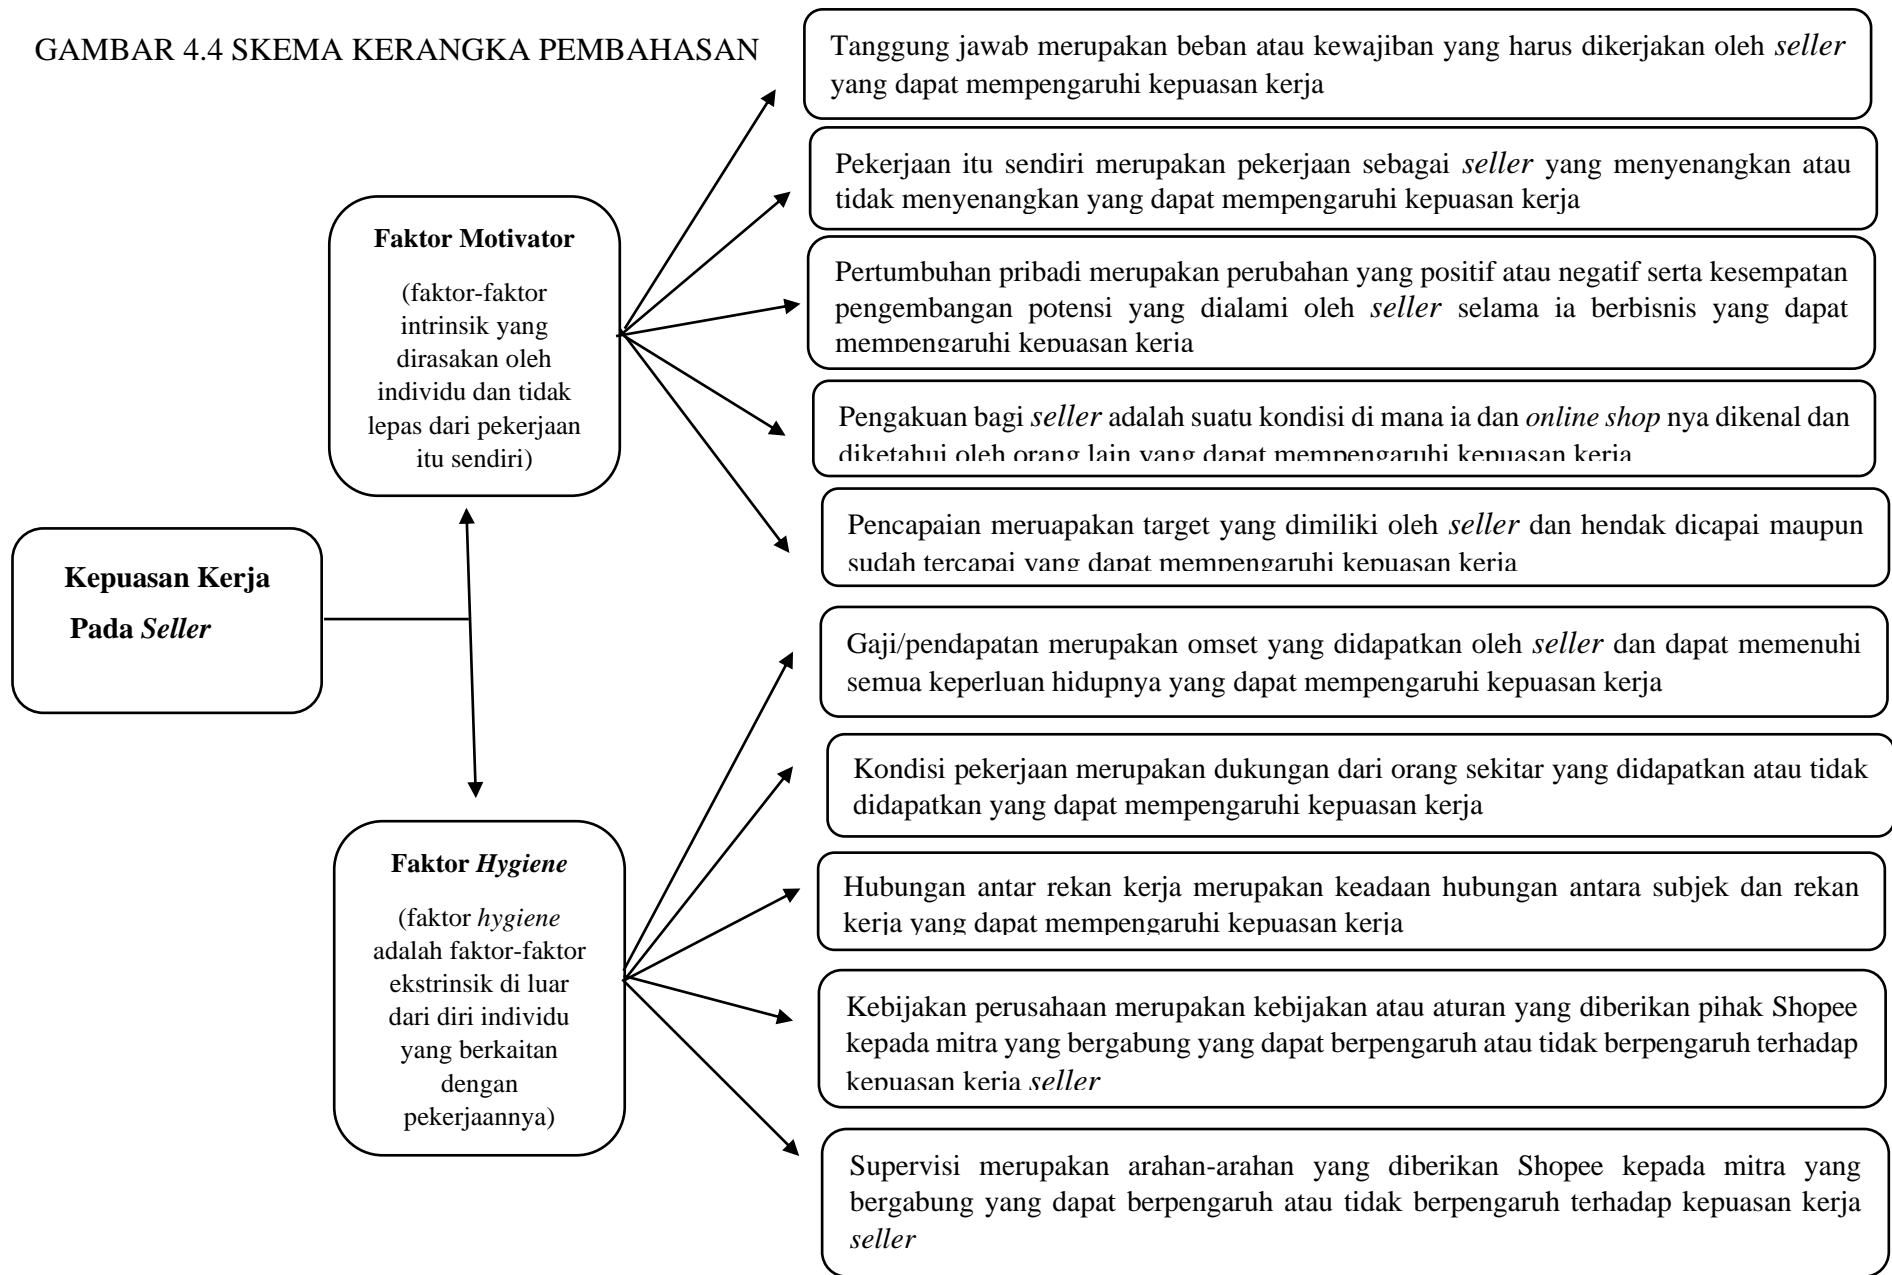 GAMBAR 4.4 SKEMA KERANGKA PEMBAHASAN
Kepuasan Kerja
Pada Seller
Faktor Motivator
(faktor-faktor
intrinsik yang
dirasakan oleh
individu dan tidak
lepas dari pekerjaan
itu sendiri)
Tanggung jawab merupakan beban atau kewajiban yang harus dikerjakan oleh seller
yang dapat mempengaruhi kepuasan kerja
Pekerjaan itu sendiri merupakan pekerjaan sebagai seller yang menyenangkan atau
tidak menyenangkan yang dapat mempengaruhi kepuasan kerja
Pertumbuhan pribadi merupakan perubahan yang positif atau negatif serta kesempatan
pengembangan potensi yang dialami oleh seller selama ia berbisnis yang dapat
mempengaruhi kepuasan kerja
Pengakuan bagi seller adalah suatu kondisi di mana ia dan online shop nya dikenal dan
diketahui oleh orang lain yang dapat mempengaruhi kepuasan kerja
Pencapaian meruapakan target yang dimiliki oleh seller dan hendak dicapai maupun
sudah tercapai yang dapat mempengaruhi kepuasan kerja
Faktor Hygiene
(faktor hygiene
adalah faktor-faktor
ekstrinsik di luar
dari diri individu
yang berkaitan
dengan
pekerjaannya)
Gaji/pendapatan merupakan omset yang didapatkan oleh seller dan dapat memenuhi
semua keperluan hidupnya yang dapat mempengaruhi kepuasan kerja
Kondisi pekerjaan merupakan dukungan dari orang sekitar yang didapatkan atau tidak
didapatkan yang dapat mempengaruhi kepuasan kerja
Hubungan antar rekan kerja merupakan keadaan hubungan antara subjek dan rekan
kerja yang dapat mempengaruhi kepuasan kerja
Kebijakan perusahaan merupakan kebijakan atau aturan yang diberikan pihak Shopee
kepada mitra yang bergabung yang dapat berpengaruh atau tidak berpengaruh terhadap
kepuasan kerja seller
Supervisi merupakan arahan-arahan yang diberikan Shopee kepada mitra yang
bergabung yang dapat berpengaruh atau tidak berpengaruh terhadap kepuasan kerja
seller